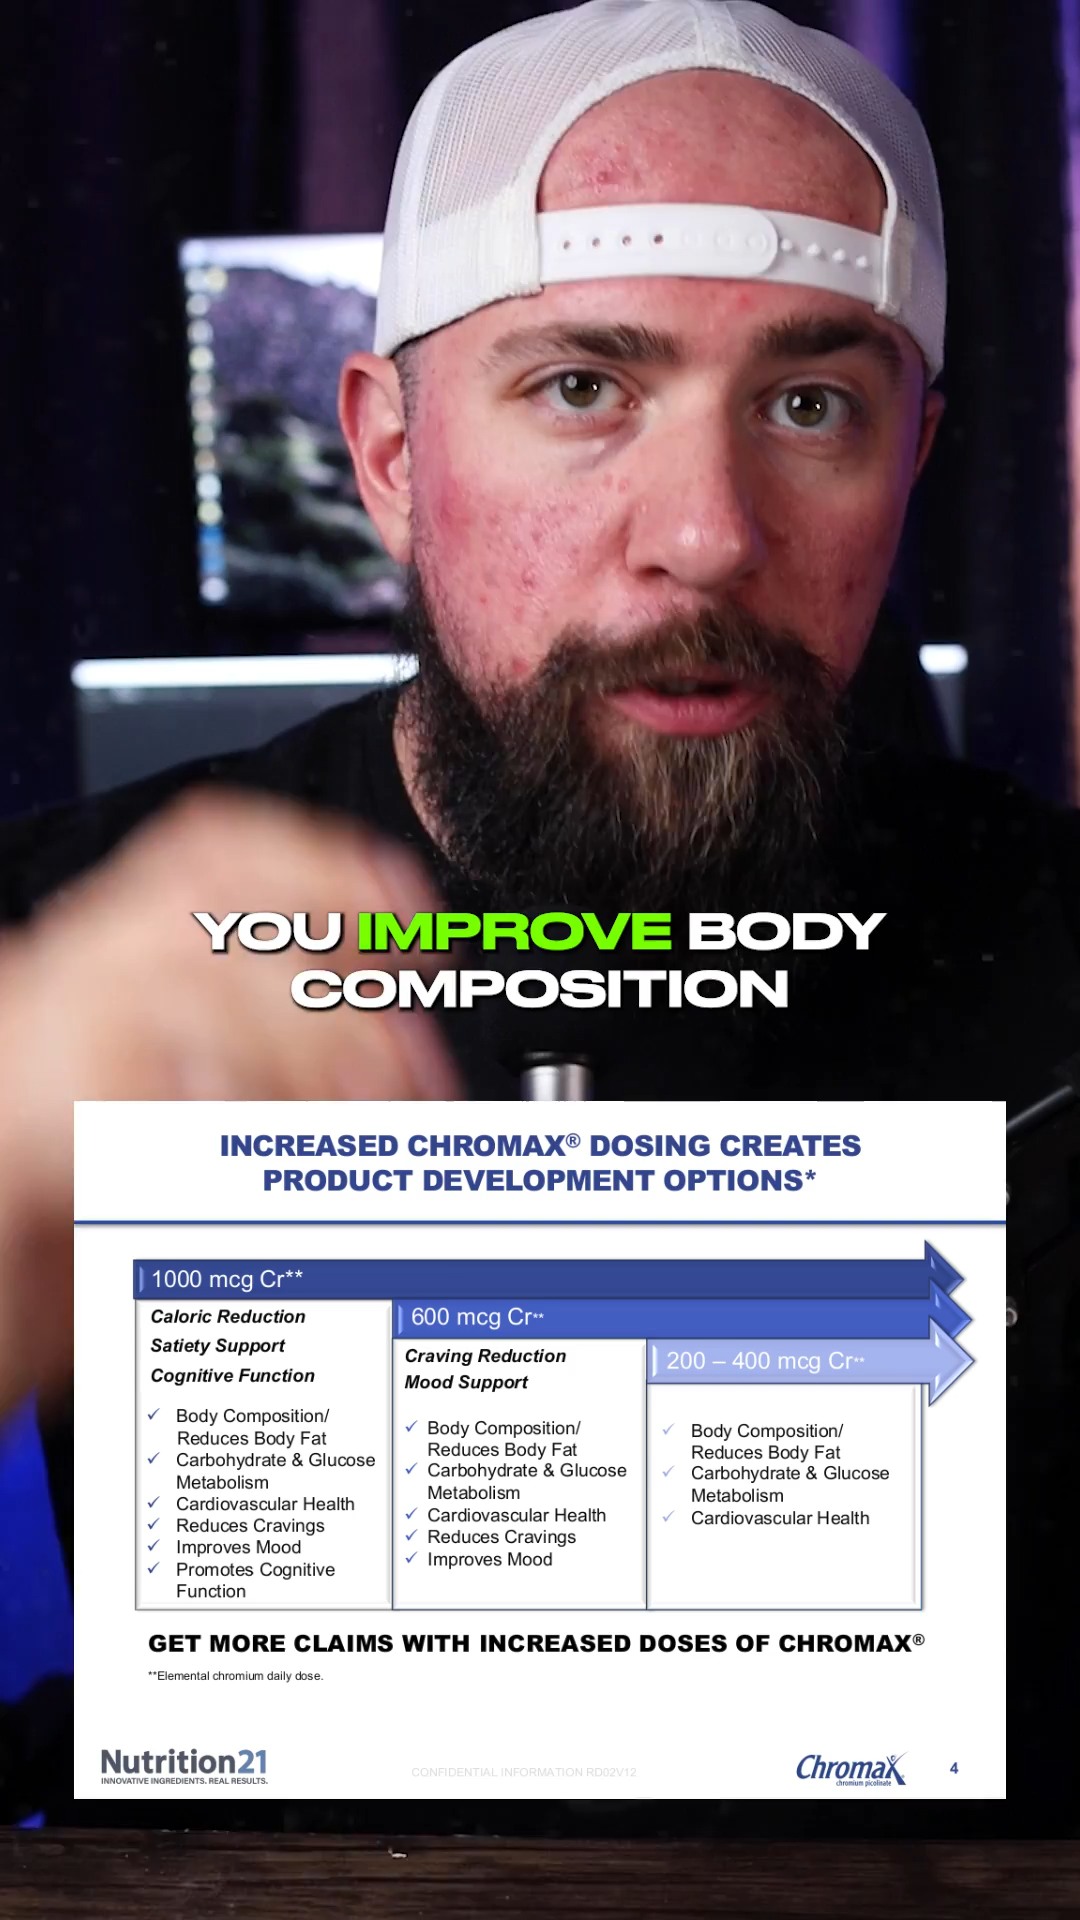 YOU IMPROVE BODY
COMPOSITION
INCREASED CHROMAX® DOSING CREATES
PRODUCT DEVELOPMENT OPTIONS*
1000 mcg Cr**
Caloric Reduction
Satiety Support
Cognitive Function
✓ Body Composition/
Reduces Body Fat
✓ Carbohydrate & Glucose
Metabolism
✓ Cardiovascular Health
✓ Reduces Cravings
✓ Improves Mood
✓ Promotes Cognitive
Function
600 mcg Cr**
Craving Reduction
Mood Support
✓ Body Composition/
Reduces Body Fat
✓ Carbohydrate & Glucose
Metabolism
✓ Cardiovascular Health
✓ Reduces Cravings
✓ Improves Mood
200 – 400 mcg Cr**
✓ Body Composition/
Reduces Body Fat
✓ Carbohydrate & Glucose
Metabolism
✓ Cardiovascular Health
GET MORE CLAIMS WITH INCREASED DOSES OF CHROMAX®
**Elemental chromium daily dose.
Nutrition21
INNOVATIVE INGREDIENTS. REAL RESULTS.
CONFIDENTIAL INFORMATION RD02V12
Chromax
chromium picolinate
4